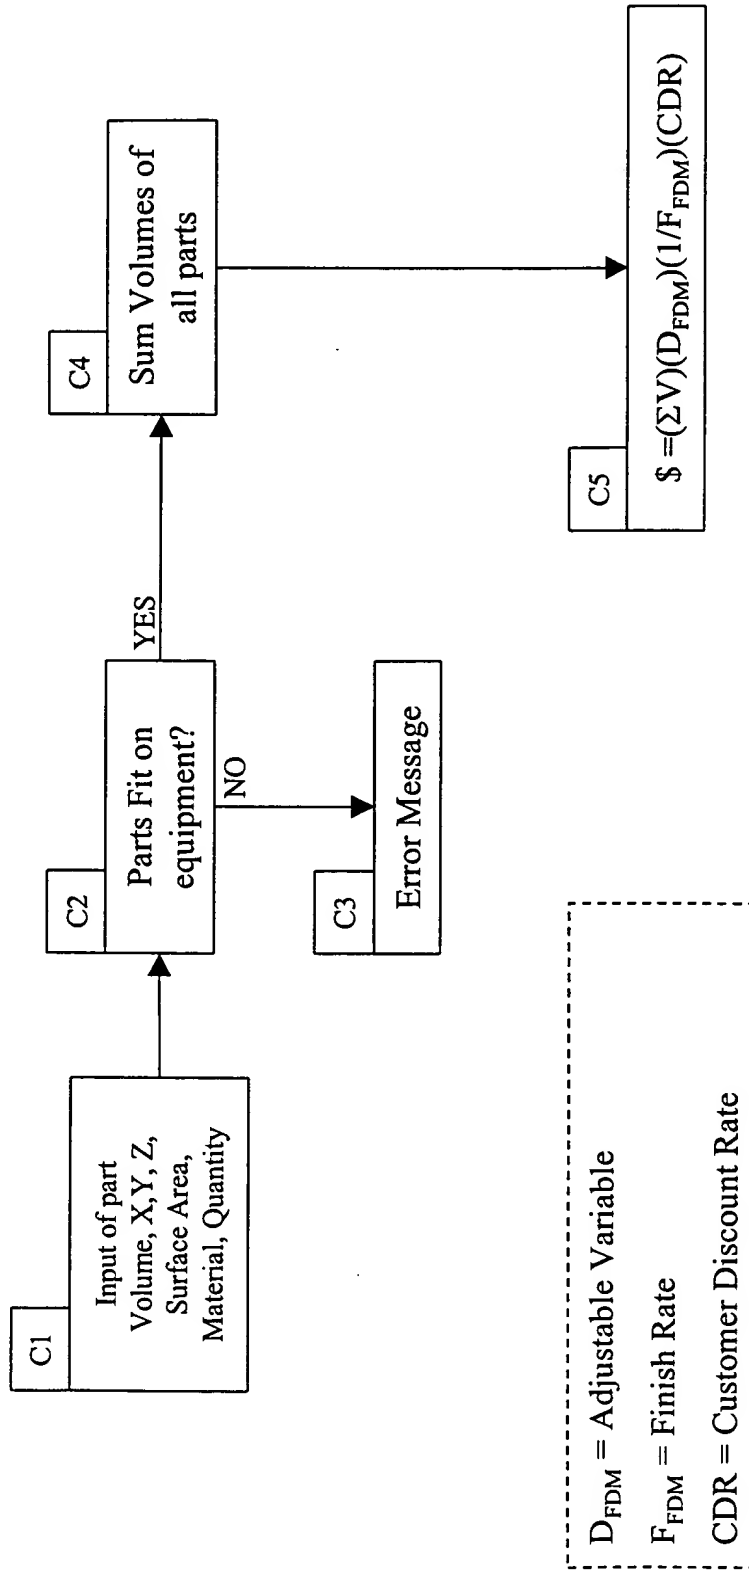 C1
Input of part
Volume, X,Y, Z,
Surface Area,
Material, Quantity
C2
Parts Fit on
equipment?
YES
NO
C3
Error Message
C4
Sum Volumes of
all parts
C5
$ =(ΣV)(D_FDM)(1/F_FDM)(CDR)
D_FDM = Adjustable Variable
F_FDM = Finish Rate
CDR = Customer Discount Rate